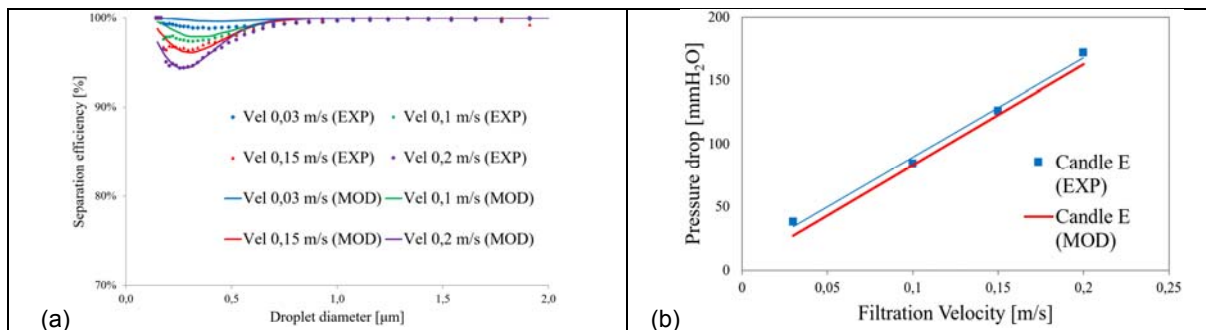 100%
90%
80%
70%
Separation efficiency [%]
Vel 0,03 m/s (EXP)
Vel 0,1 m/s (EXP)
Vel 0,15 m/s (EXP)
Vel 0,2 m/s (EXP)
Vel 0,03 m/s (MOD)
Vel 0,1 m/s (MOD)
Vel 0,15 m/s (MOD)
Vel 0,2 m/s (MOD)
0,0
0,5
1,0
1,5
2,0
Droplet diameter [μm]
(a)
200
150
100
50
0
Pressure drop [mmH₂O]
Candle E
(EXP)
Candle E
(MOD)
0
0,05
0,1
0,15
0,2
0,25
Filtration Velocity [m/s]
(b)